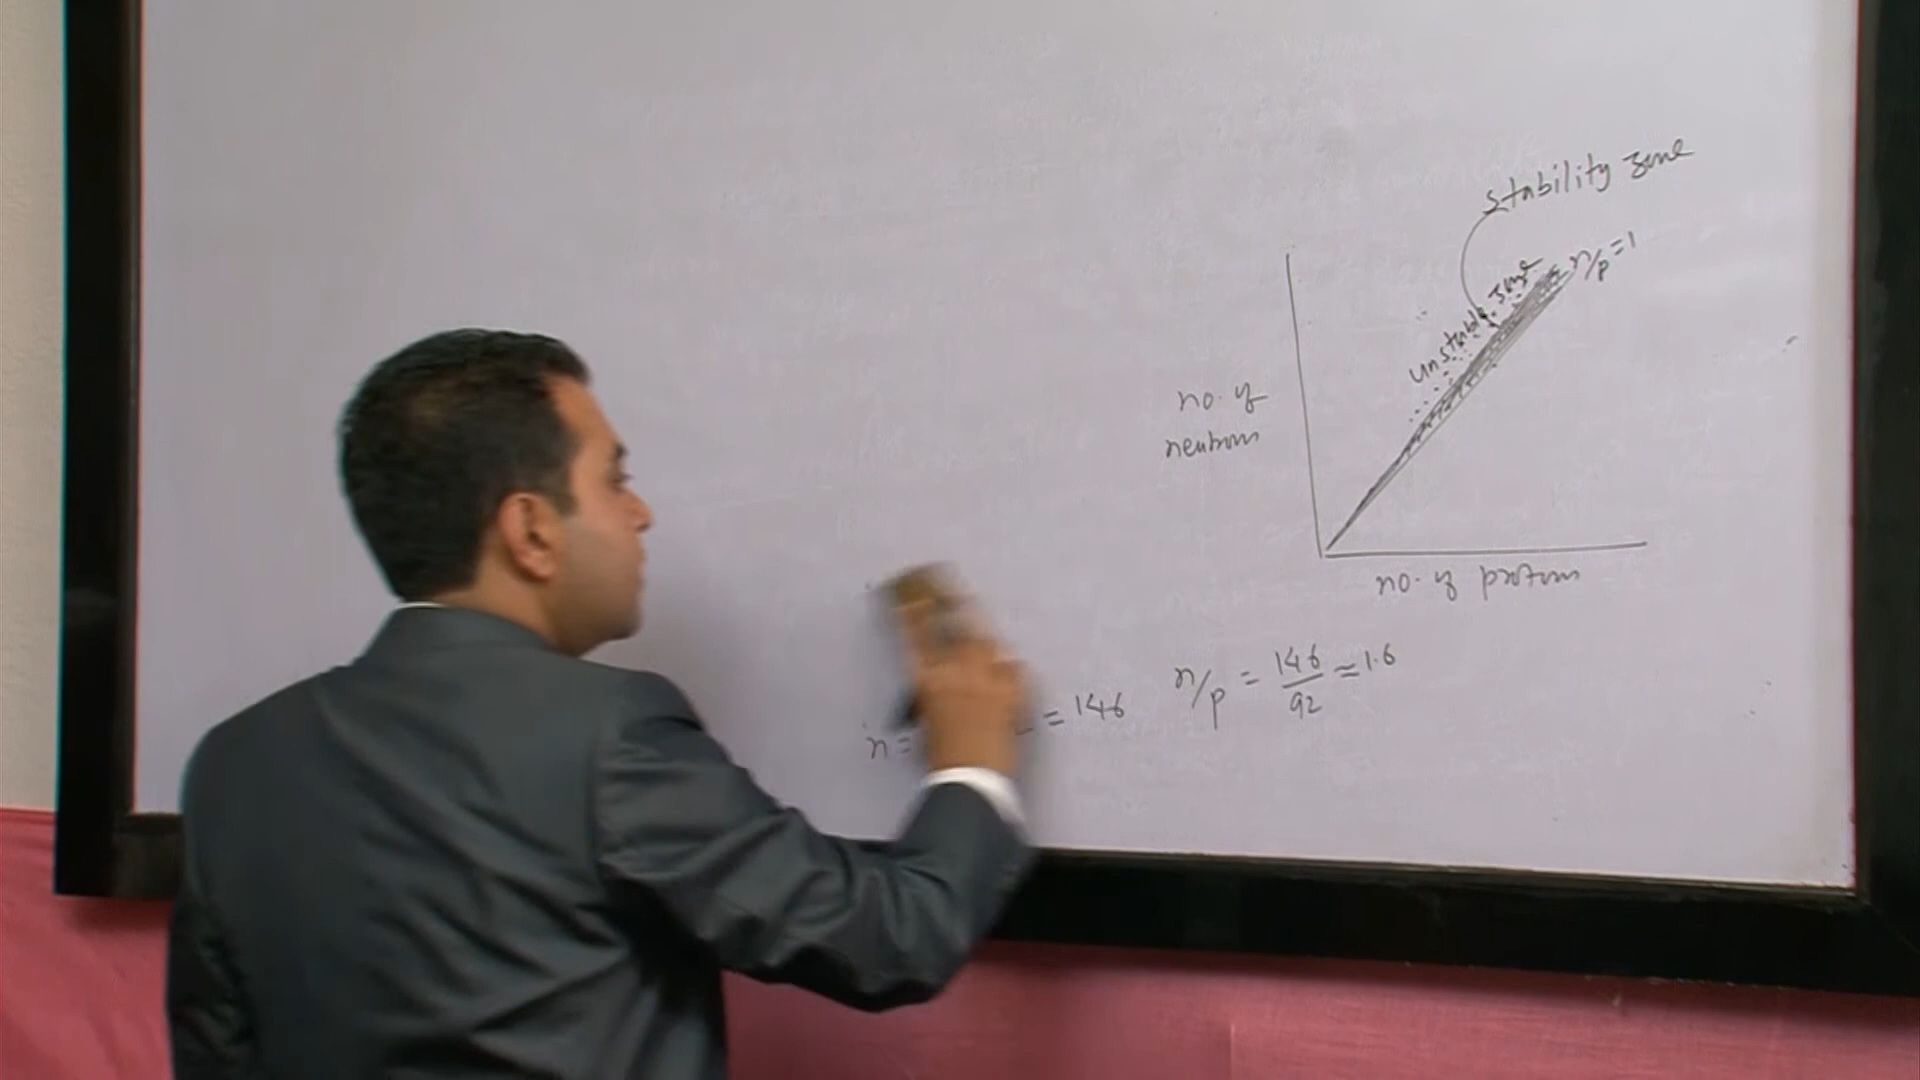 stability zone
n/p = 1
unstable zone
no. of
neutrons
no. of protons
n/p = 146/92 ≈ 1.6
n =
= 146